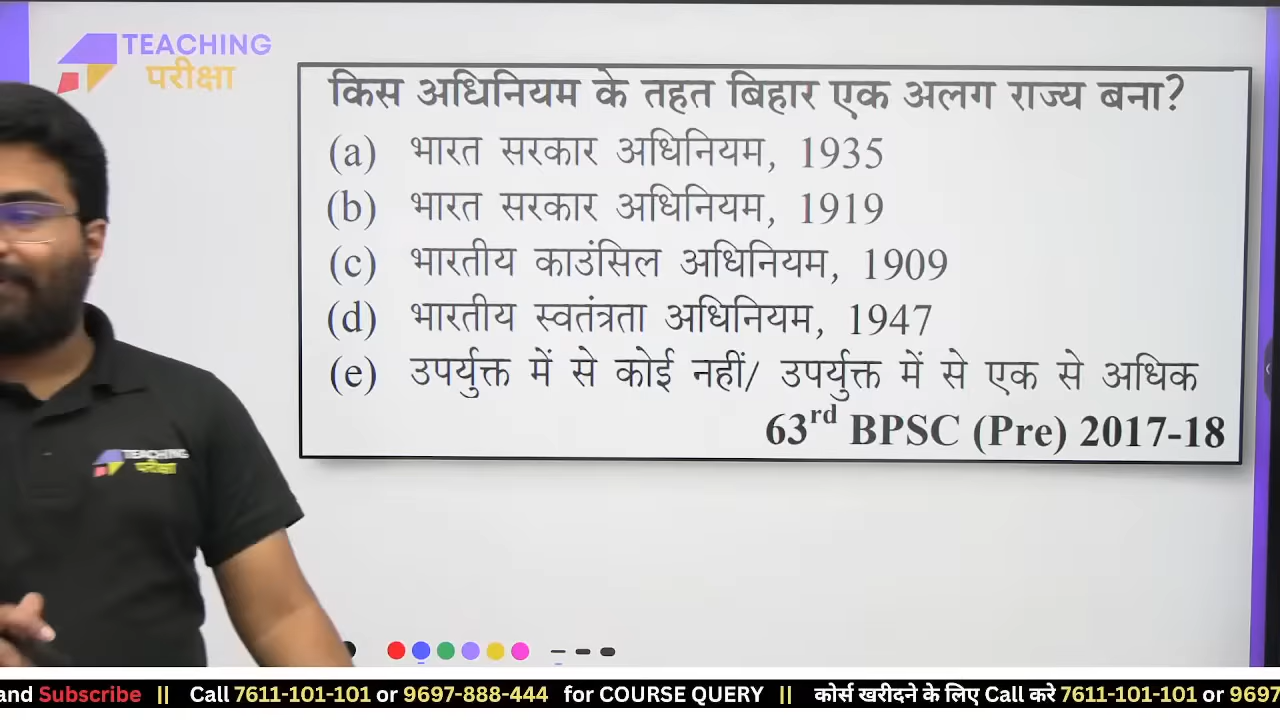 TEACHING
परीक्षा
किस अधिनियम के तहत बिहार एक अलग राज्य बना?
(a) भारत सरकार अधिनियम, 1935
(b) भारत सरकार अधिनियम, 1919
(c) भारतीय काउंसिल अधिनियम, 1909
(d) भारतीय स्वतंत्रता अधिनियम, 1947
(e) उपर्युक्त में से कोई नहीं/ उपर्युक्त में से एक से अधिक
63rd BPSC (Pre) 2017-18
TEACHING
परीक्षा
and Subscribe || Call 7611-101-101 or 9697-888-444 for COURSE QUERY || कोर्स खरीदने के लिए Call करे 7611-101-101 or 9697